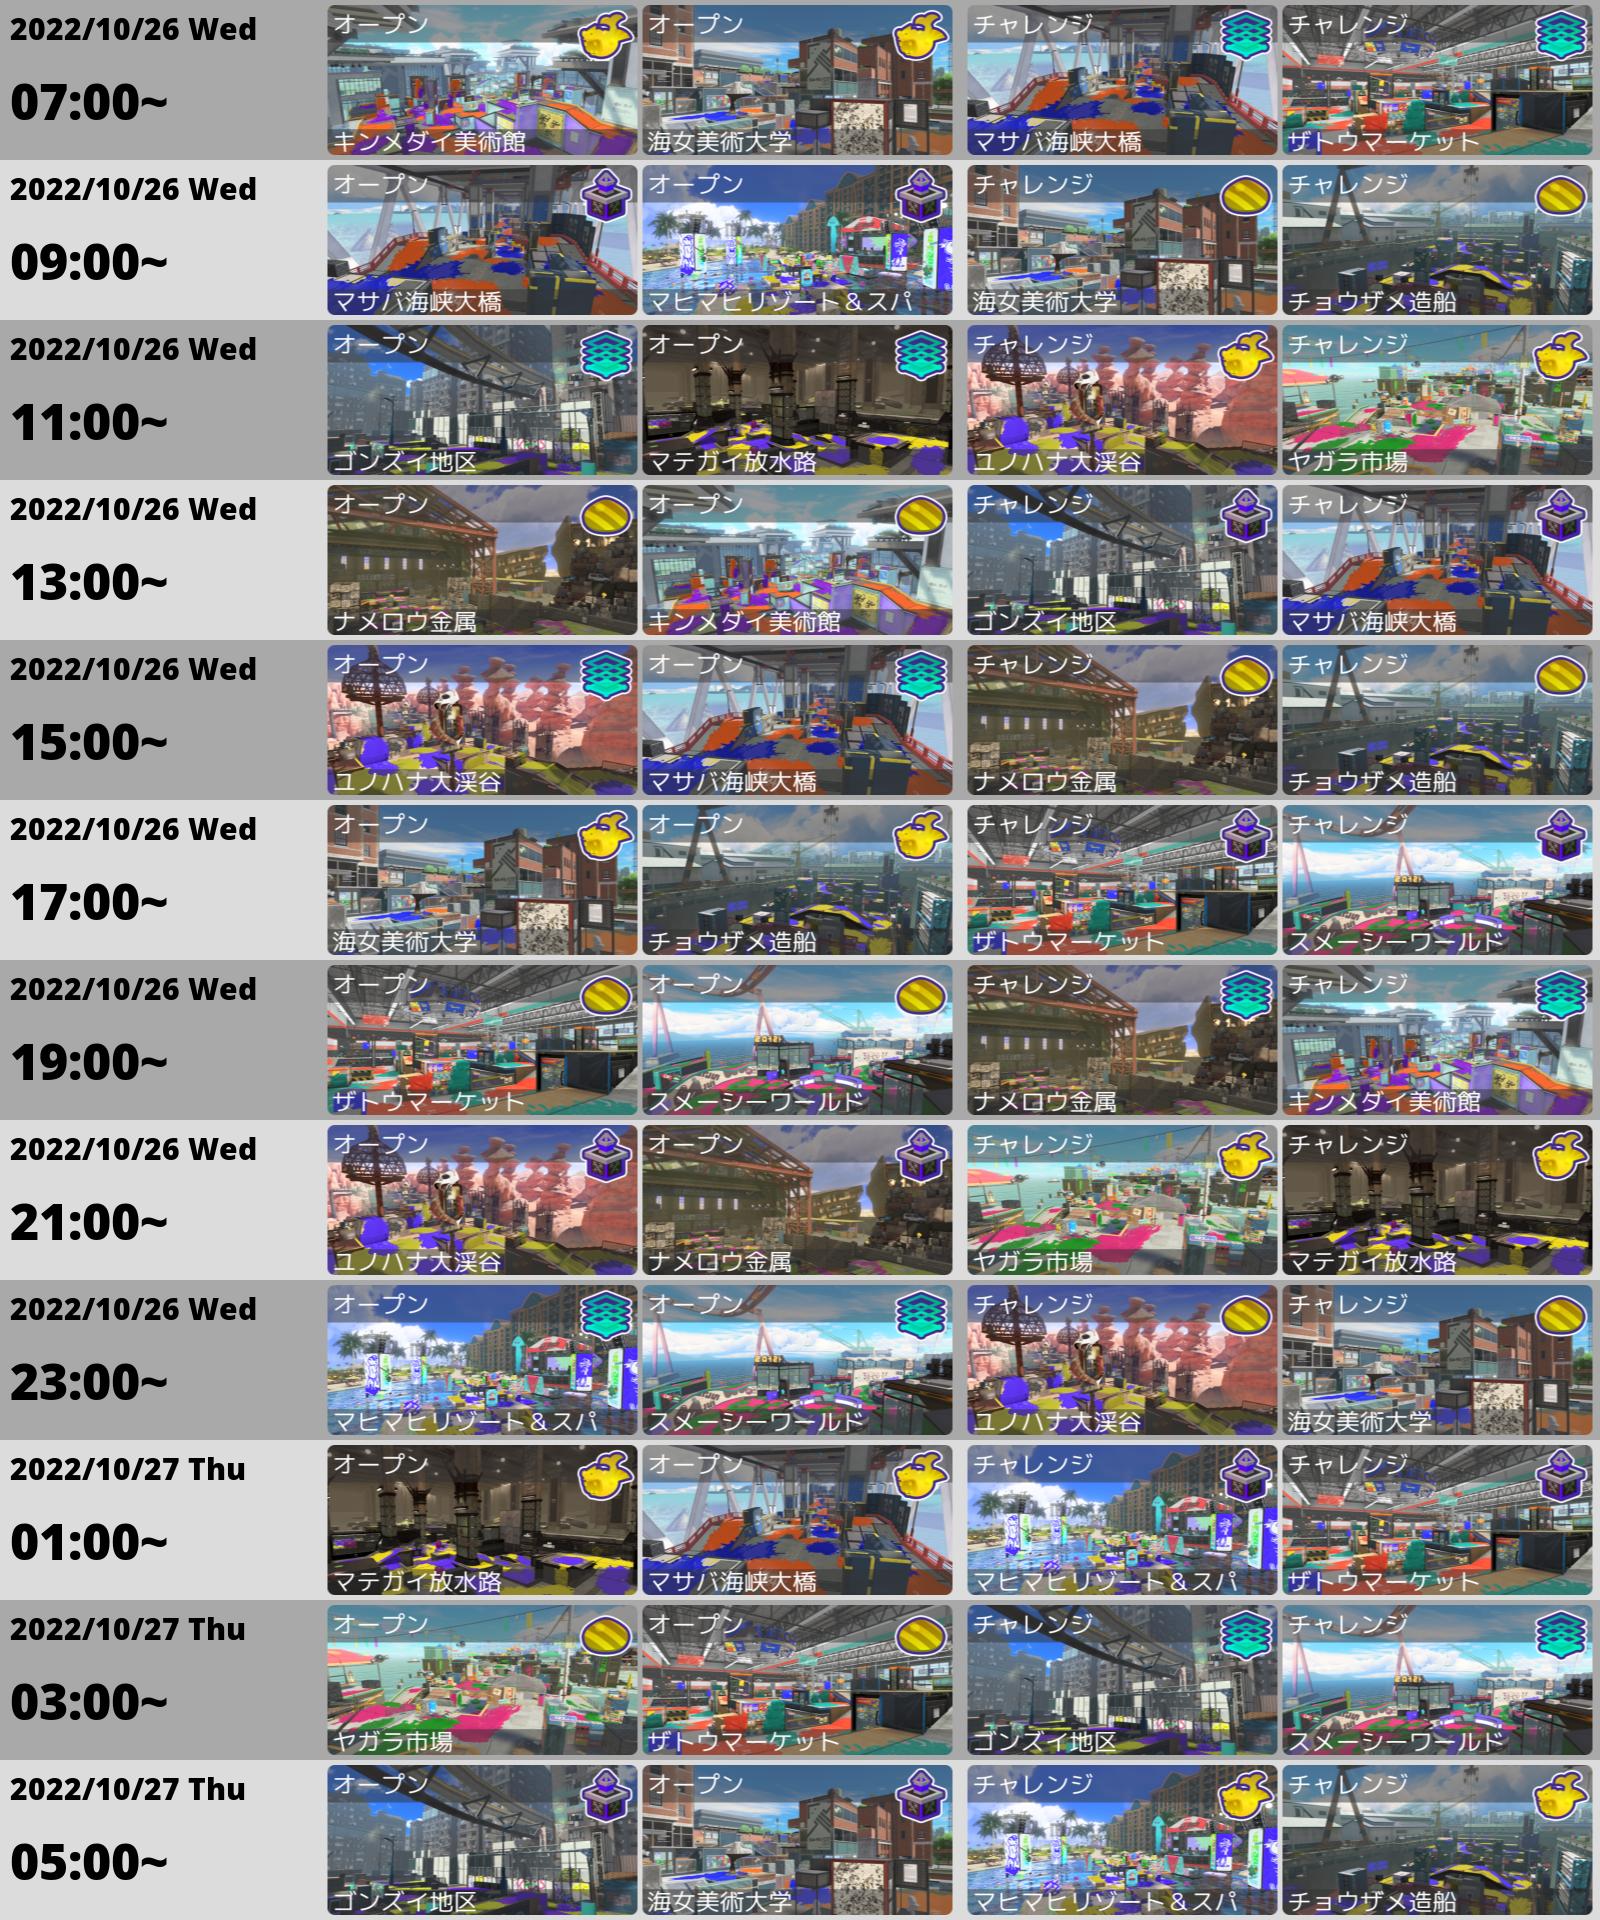 2022/10/26 Wed
07:00~
オープン オープン チャレンジ チャレンジ
キンメダイ美術館 海女美術大学 マサバ海峡大橋 ザトウマーケット
2022/10/26 Wed
09:00~
オープン オープン チャレンジ チャレンジ
マサバ海峡大橋 マヒマヒリゾート＆スパ 海女美術大学 チョウザメ造船
2022/10/26 Wed
11:00~
オープン オープン チャレンジ チャレンジ
ゴンズイ地区 マテガイ放水路 ユノハナ大渓谷 ヤガラ市場
2022/10/26 Wed
13:00~
オープン オープン チャレンジ チャレンジ
ナメロウ金属 キンメダイ美術館 ゴンズイ地区 マサバ海峡大橋
2022/10/26 Wed
15:00~
オープン オープン チャレンジ チャレンジ
ユノハナ大渓谷 マサバ海峡大橋 ナメロウ金属 チョウザメ造船
2022/10/26 Wed
17:00~
オープン オープン チャレンジ チャレンジ
海女美術大学 チョウザメ造船 ザトウマーケット スメーシーワールド
2022/10/26 Wed
19:00~
オープン オープン チャレンジ チャレンジ
ザトウマーケット スメーシーワールド ナメロウ金属 キンメダイ美術館
2022/10/26 Wed
21:00~
オープン オープン チャレンジ チャレンジ
ユノハナ大渓谷 ナメロウ金属 ヤガラ市場 マテガイ放水路
2022/10/26 Wed
23:00~
オープン オープン チャレンジ チャレンジ
マヒマヒリゾート＆スパ スメーシーワールド ユノハナ大渓谷 海女美術大学
2022/10/27 Thu
01:00~
オープン オープン チャレンジ チャレンジ
マテガイ放水路 マサバ海峡大橋 マヒマヒリゾート＆スパ ザトウマーケット
2022/10/27 Thu
03:00~
オープン オープン チャレンジ チャレンジ
ヤガラ市場 ザトウマーケット ゴンズイ地区 スメーシーワールド
2022/10/27 Thu
05:00~
オープン オープン チャレンジ チャレンジ
ゴンズイ地区 海女美術大学 マヒマヒリゾート＆スパ チョウザメ造船